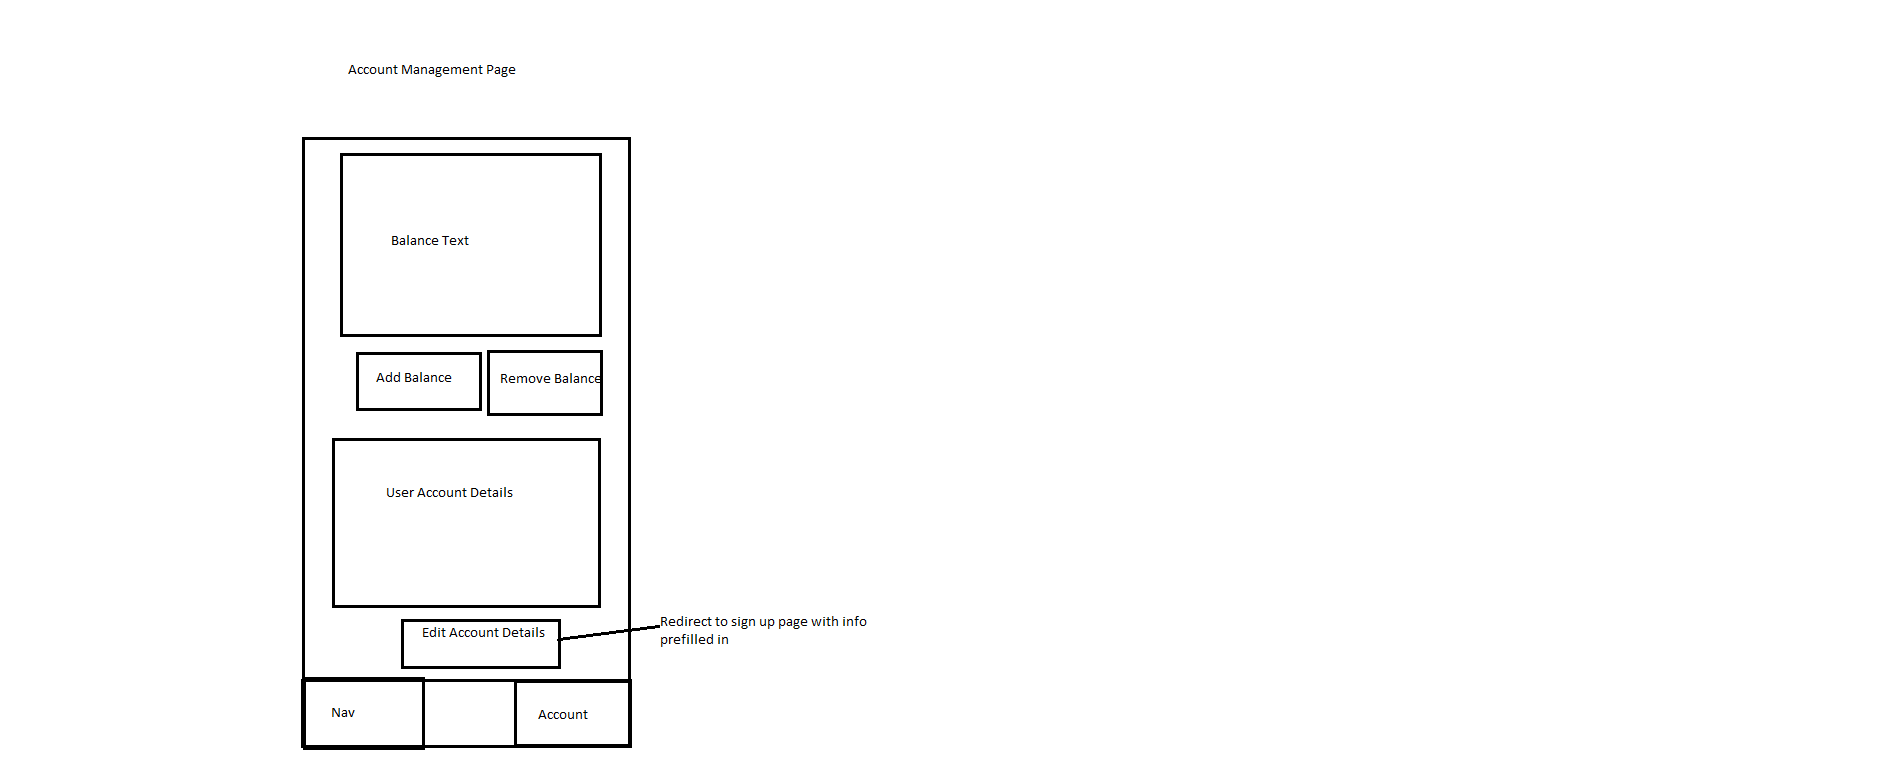 Account Management Page
Balance Text
Add Balance
Remove Balance
User Account Details
Edit Account Details
Redirect to sign up page with info
prefilled in
Nav
Account